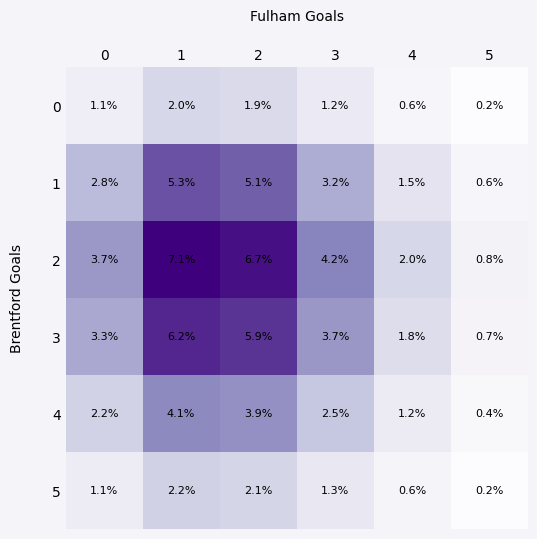 Fulham Goals
0 1 2 3 4 5
0 1.1% 2.0% 1.9% 1.2% 0.6% 0.2%
1 2.8% 5.3% 5.1% 3.2% 1.5% 0.6%
2 3.7% 7.1% 6.7% 4.2% 2.0% 0.8%
Brentford Goals
3 3.3% 6.2% 5.9% 3.7% 1.8% 0.7%
4 2.2% 4.1% 3.9% 2.5% 1.2% 0.4%
5 1.1% 2.2% 2.1% 1.3% 0.6% 0.2%